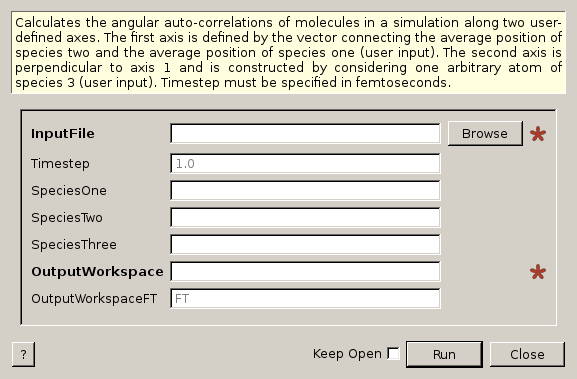 Calculates the angular auto-correlations of molecules in a simulation along two user-
defined axes. The first axis is defined by the vector connecting the average position of
species two and the average position of species one (user input). The second axis is
perpendicular to axis 1 and is constructed by considering one arbitrary atom of
species 3 (user input). Timestep must be specified in femtoseconds.
InputFile Browse *
Timestep 1.0
SpeciesOne
SpeciesTwo
SpeciesThree
OutputWorkspace *
OutputWorkspaceFT FT
? Keep Open Run Close